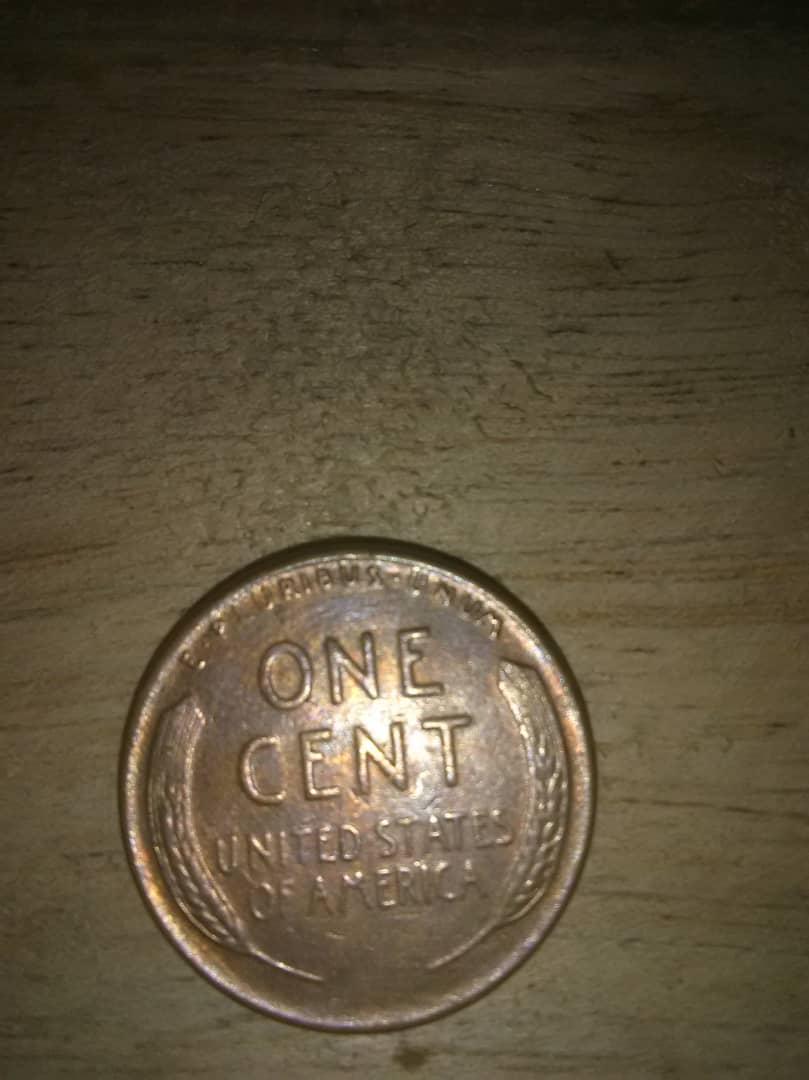 E·PLURIBUS·UNUM
ONE
CENT
UNITED·STATES
OF AMERICA